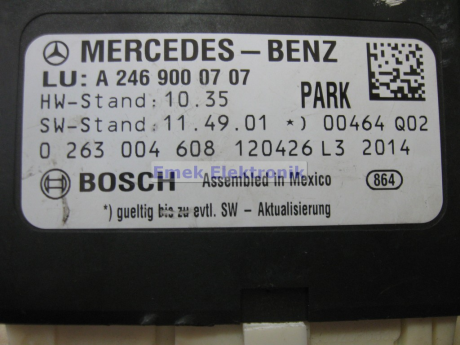 MERCEDES-BENZ
LU: A 246 900 07 07
HW-Stand: 10.35 PARK
SW-Stand: 11.49.01 *) 00464 Q02
0 263 004 608 120426 L3 2014
Emek Elektronik
BOSCH Assembled in Mexico 864
*) gueltig bis zu evtl. SW - Aktualisierung